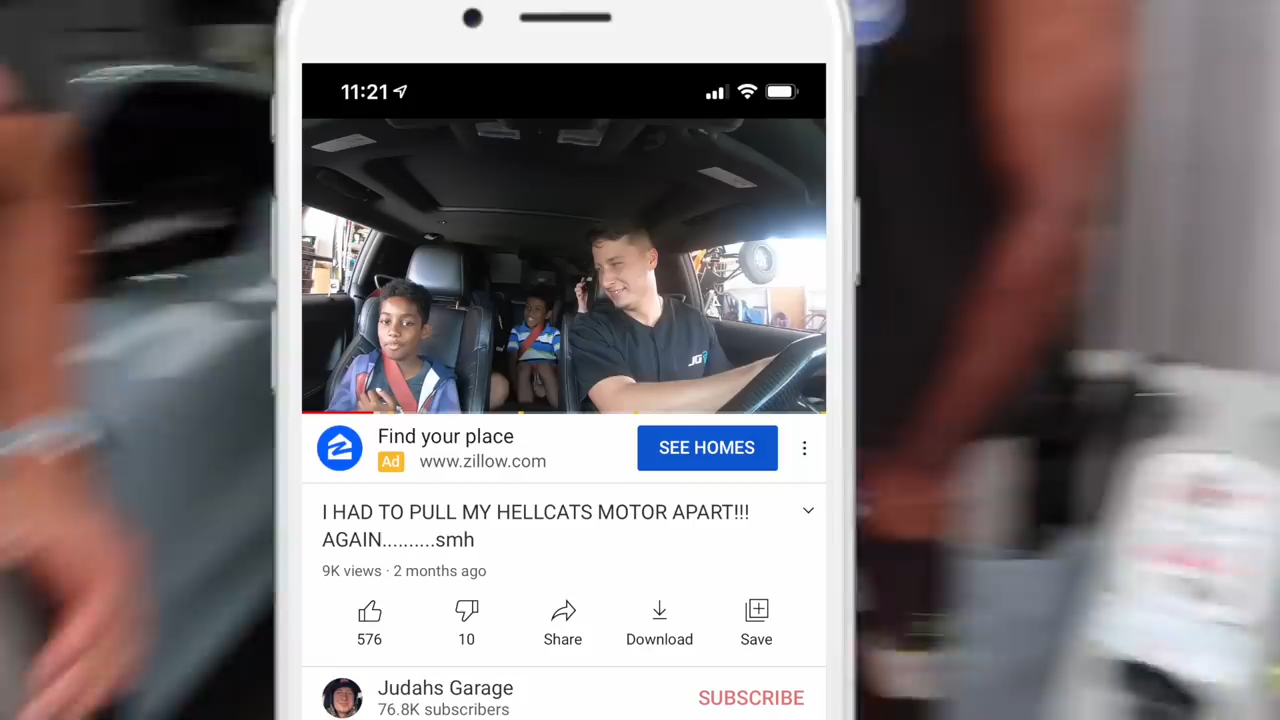 11:21
JG
Find your place
Ad www.zillow.com
SEE HOMES
I HAD TO PULL MY HELLCATS MOTOR APART!!!
AGAIN..........smh
9K views · 2 months ago
576
10
Share
Download
Save
Judahs Garage
76.8K subscribers
SUBSCRIBE